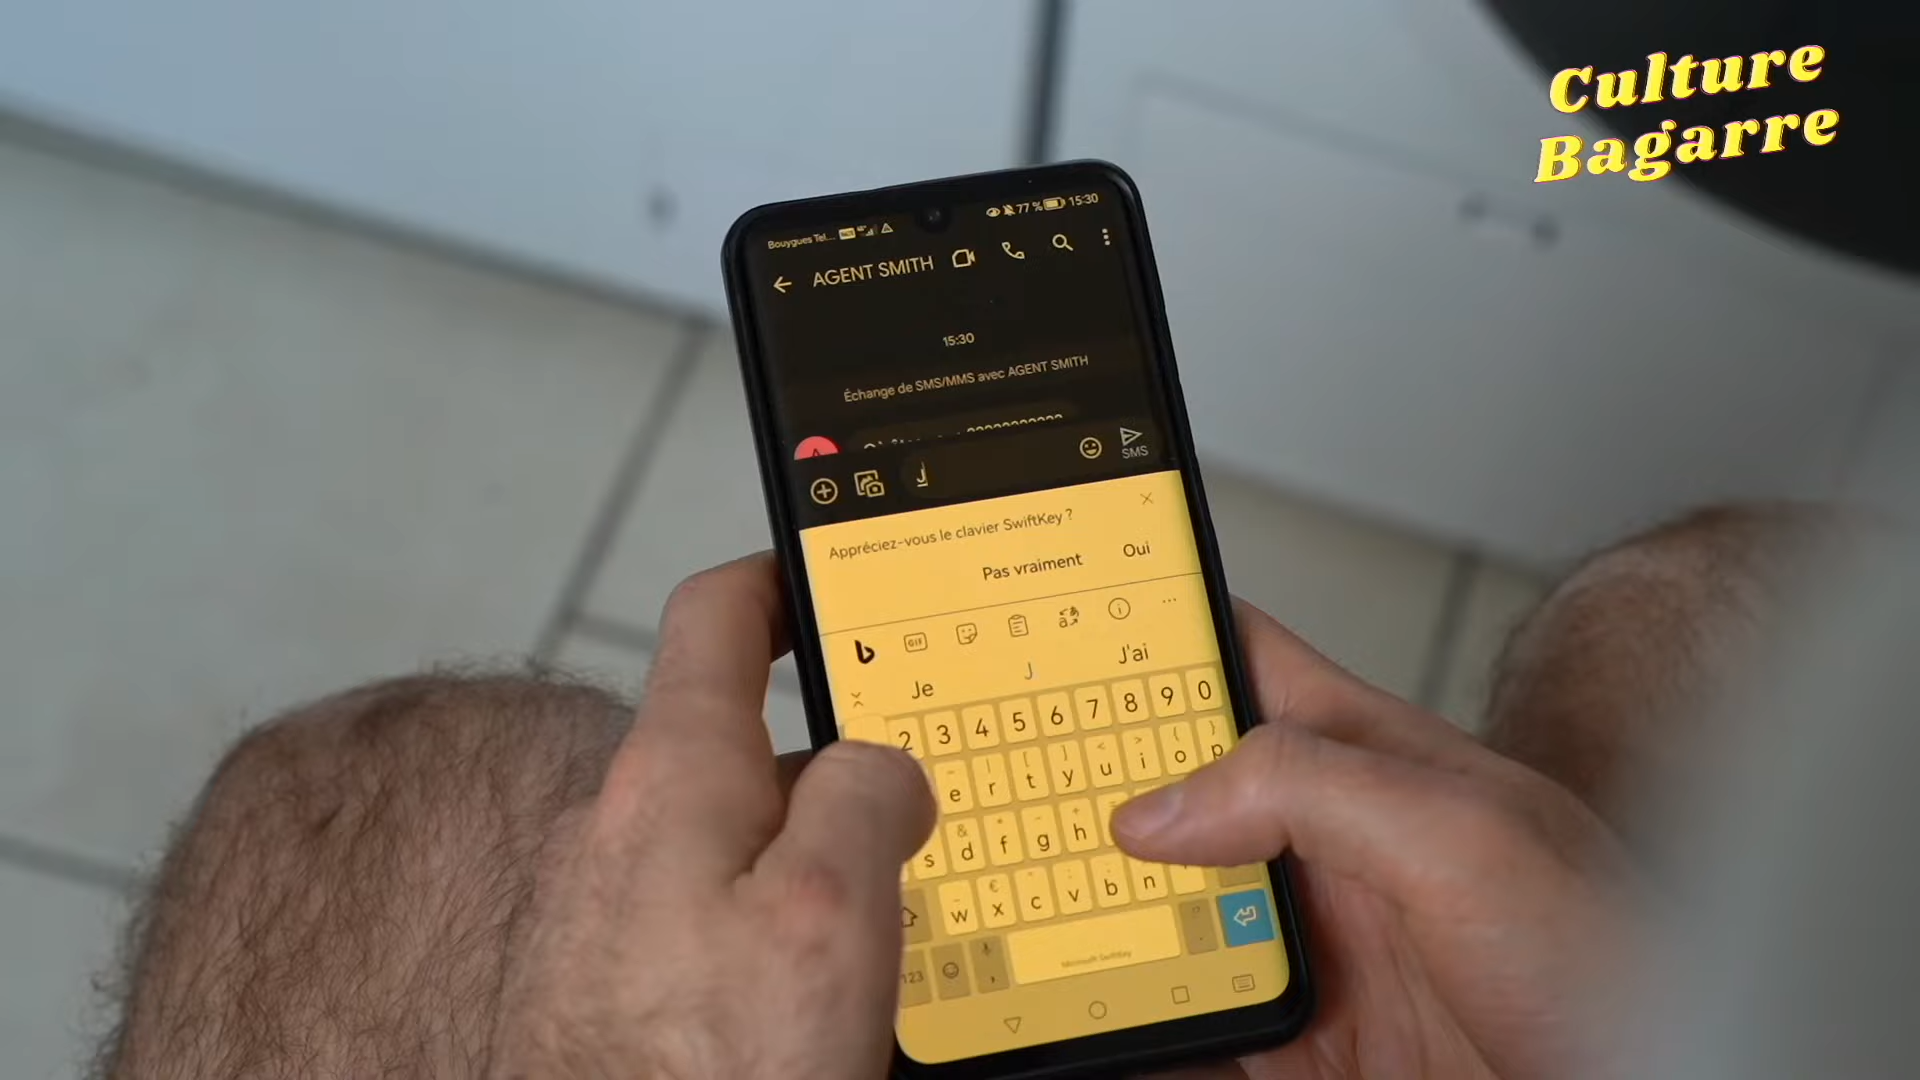 Culture
Bagarre
Bouygues Tel... 77 % 15:30
AGENT SMITH
15:30
Échange de SMS/MMS avec AGENT SMITH
J
SMS
Appréciez-vous le clavier SwiftKey ?
Pas vraiment Oui
GIF
Je J J'ai
2 3 4 5 6 7 8 9 0
e r t y u i o p
s d f g h
w x c v b n
123 , Microsoft SwiftKey .